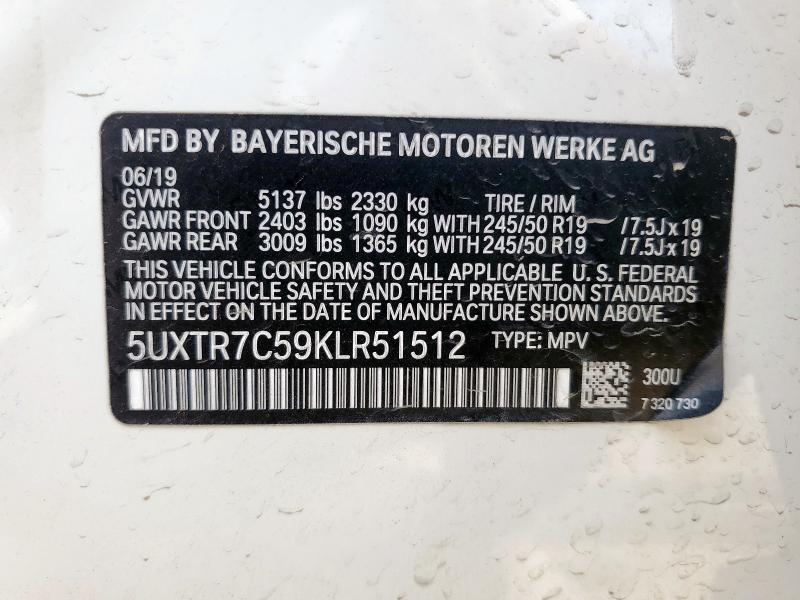 MFD BY BAYERISCHE MOTOREN WERKE AG
06/19
GVWR 5137 lbs 2330 kg TIRE / RIM
GAWR FRONT 2403 lbs 1090 kg WITH 245/50 R19 /7.5J x 19
GAWR REAR 3009 lbs 1365 kg WITH 245/50 R19 /7.5J x 19
THIS VEHICLE CONFORMS TO ALL APPLICABLE U. S. FEDERAL
MOTOR VEHICLE SAFETY AND THEFT PREVENTION STANDARDS
IN EFFECT ON THE DATE OF MANUFACTURE SHOWN ABOVE.
5UXTR7C59KLR51512 TYPE: MPV
300U
7 320 730